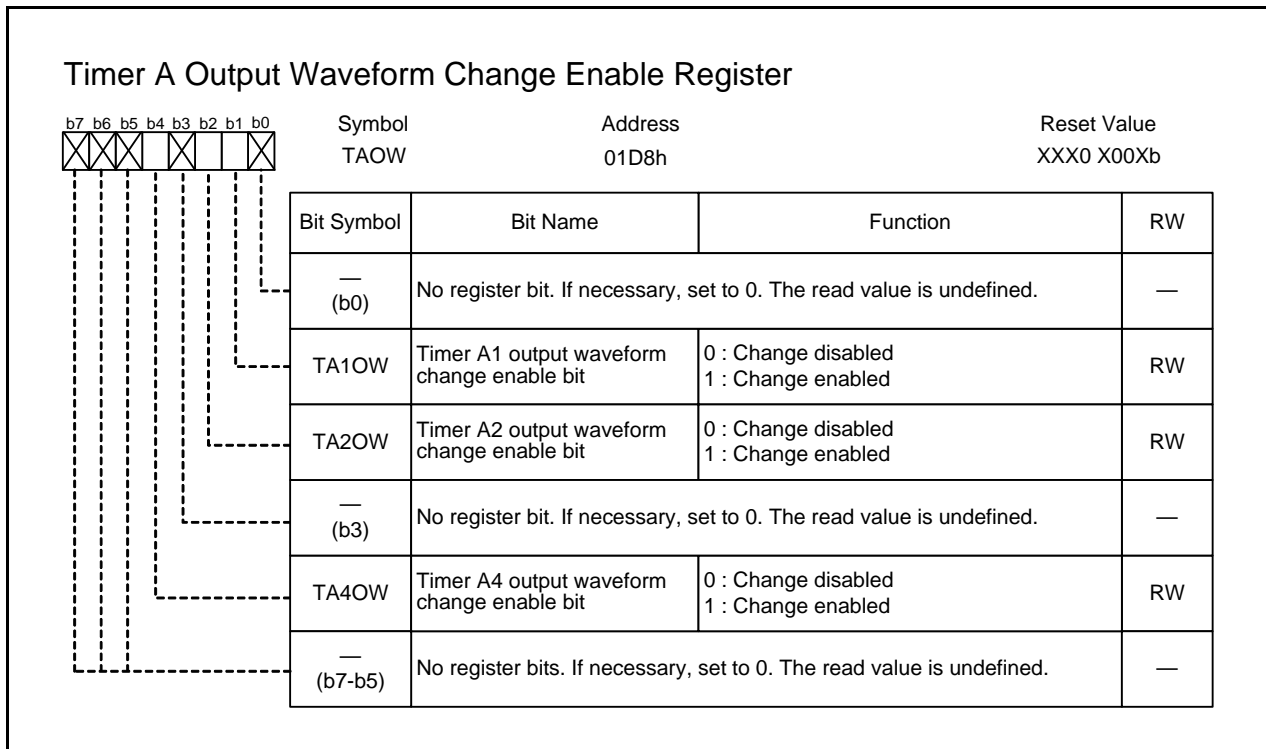 Timer A Output Waveform Change Enable Register
b7 b6 b5 b4 b3 b2 b1 b0
Symbol Address Reset Value
TAOW 01D8h XXX0 X00Xb
Bit Symbol Bit Name Function RW
—
(b0) No register bit. If necessary, set to 0. The read value is undefined. —
TA1OW Timer A1 output waveform
change enable bit 0 : Change disabled
1 : Change enabled RW
TA2OW Timer A2 output waveform
change enable bit 0 : Change disabled
1 : Change enabled RW
—
(b3) No register bit. If necessary, set to 0. The read value is undefined. —
TA4OW Timer A4 output waveform
change enable bit 0 : Change disabled
1 : Change enabled RW
—
(b7-b5) No register bits. If necessary, set to 0. The read value is undefined. —